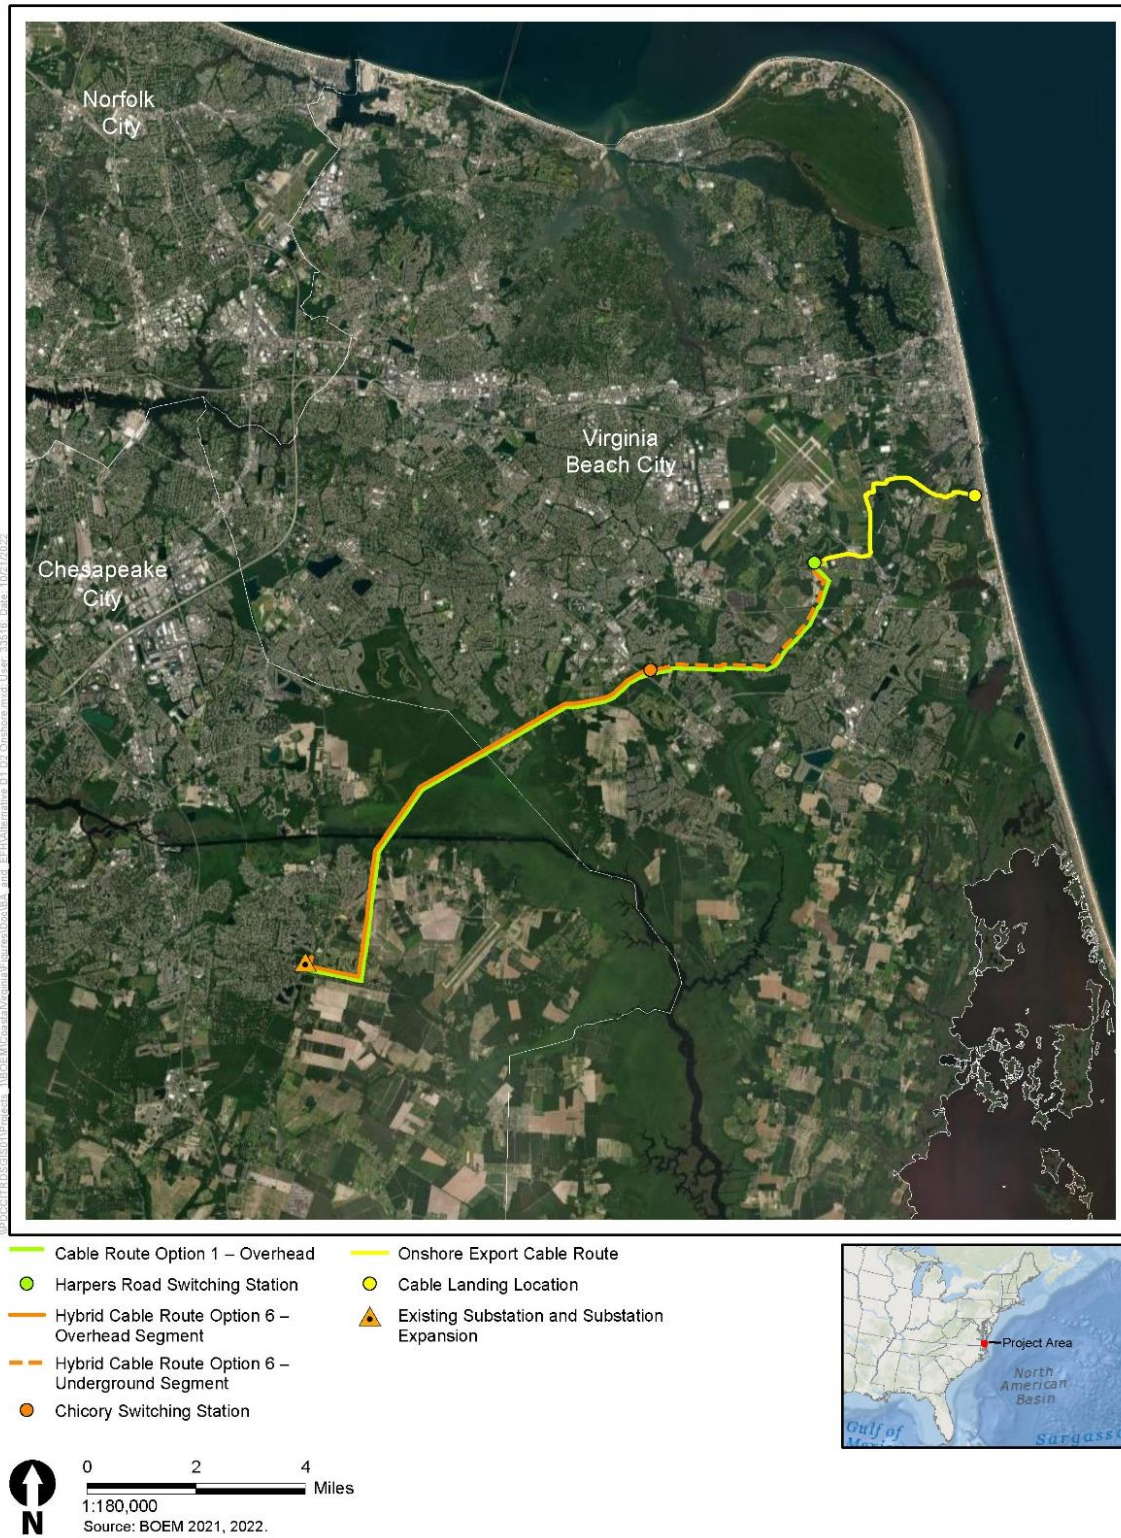 Norfolk
City
Virginia
Beach City
Chesapeake
City
Cable Route Option 1 – Overhead
Harpers Road Switching Station
Hybrid Cable Route Option 6 –
Overhead Segment
Hybrid Cable Route Option 6 –
Underground Segment
Chicory Switching Station
Onshore Export Cable Route
Cable Landing Location
Existing Substation and Substation
Expansion
Project Area
North
American
Basin
Gulf of
Sargass
0 2 4
Miles
1:180,000
Source: BOEM 2021, 2022.
N